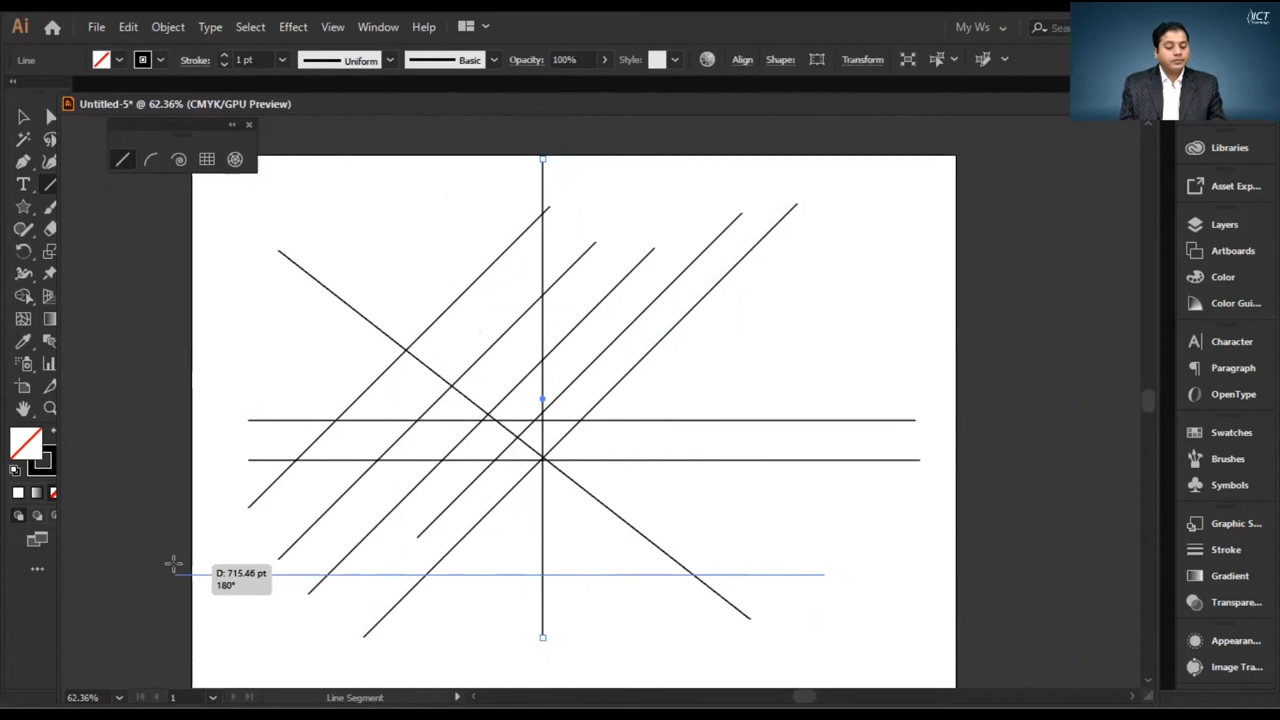 Ai File Edit Object Type Select Effect View Window Help My Ws Sea
ICT
Line Stroke: 1 pt Uniform Basic Opacity: 100% Style: Align Shape: Transform
Ai Untitled-5* @ 62.36% (CMYK/GPU Preview)
D: 715.46 pt
180°
Libraries
Asset Exp...
Layers
Artboards
Color
Color Gui...
Character
Paragraph
OpenType
Swatches
Brushes
Symbols
Graphic S...
Stroke
Gradient
Transpare...
Appearan...
Image Tra...
62.36% 1 Line Segment